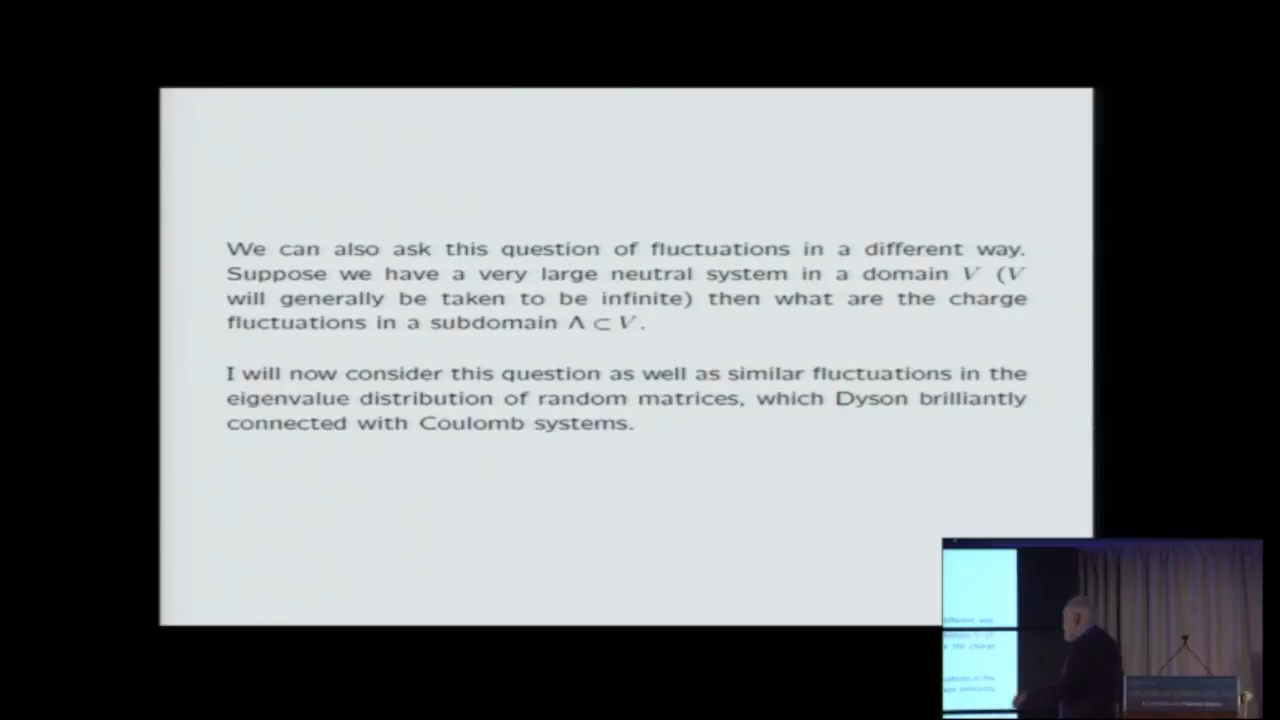 We can also ask this question of fluctuations in a different way.
Suppose we have a very large neutral system in a domain V (V
will generally be taken to be infinite) then what are the charge
fluctuations in a subdomain Λ ⊂ V.
I will now consider this question as well as similar fluctuations in the
eigenvalue distribution of random matrices, which Dyson brilliantly
connected with Coulomb systems.